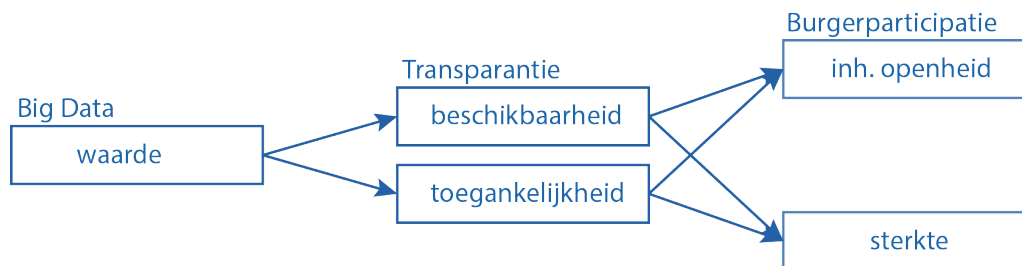 Big Data
waarde
Transparantie
beschikbaarheid
toegankelijkheid
Burgerparticipatie
inh. openheid
sterkte